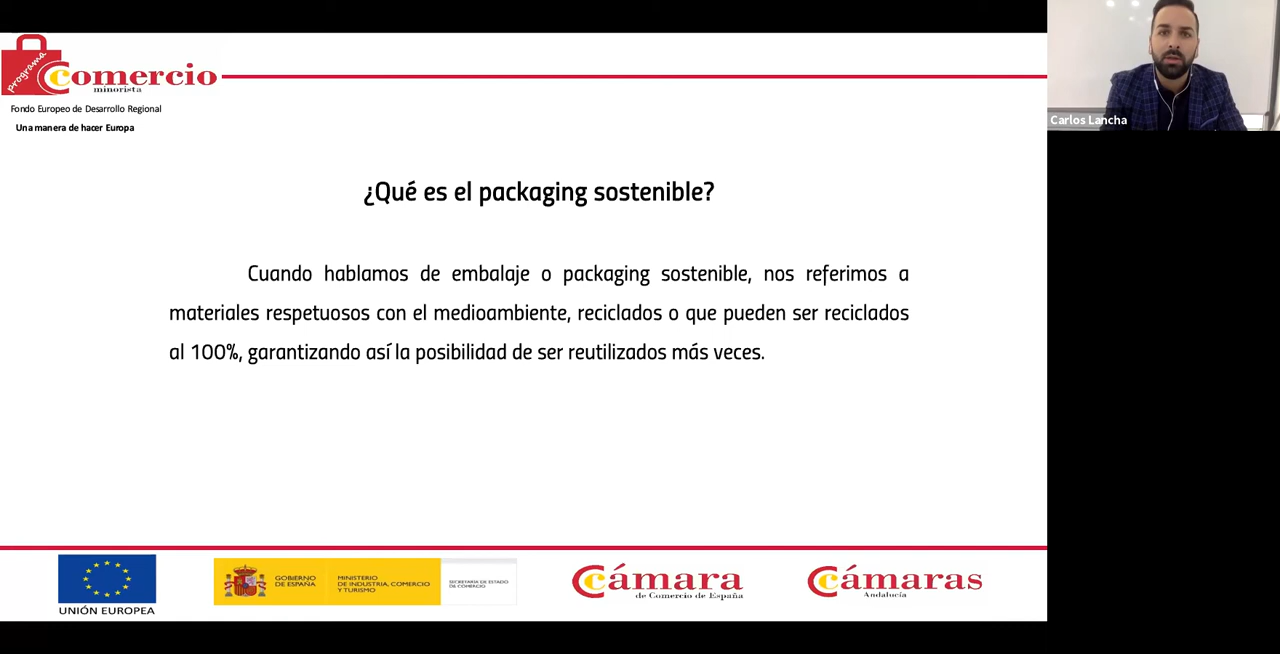 programa
Comercio
minorista
Fondo Europeo de Desarrollo Regional
Una manera de hacer Europa
Carlos Lancha
¿Qué es el packaging sostenible?
Cuando hablamos de embalaje o packaging sostenible, nos referimos a
materiales respetuosos con el medioambiente, reciclados o que pueden ser reciclados
al 100%, garantizando así la posibilidad de ser reutilizados más veces.
UNIÓN EUROPEA
GOBIERNO
DE ESPAÑA
MINISTERIO
DE INDUSTRIA, COMERCIO
Y TURISMO
SECRETARÍA DE ESTADO
DE COMERCIO
Cámara
de Comercio de España
Cámaras
Andalucía